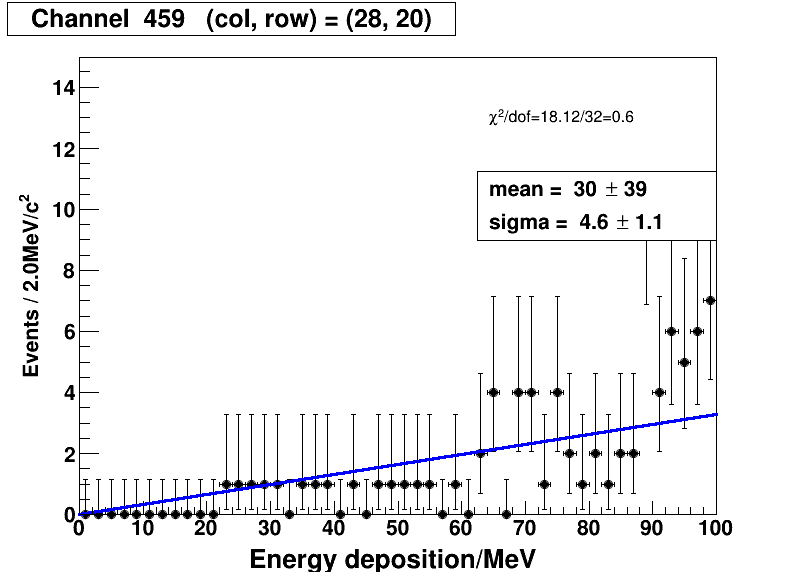 Channel 459 (col, row) = (28, 20)
χ²/dof=18.12/32=0.6
mean = 30 ± 39
sigma = 4.6 ± 1.1
Events / 2.0MeV/c²
14
12
10
8
6
4
2
0
0 10 20 30 40 50 60 70 80 90 100
Energy deposition/MeV